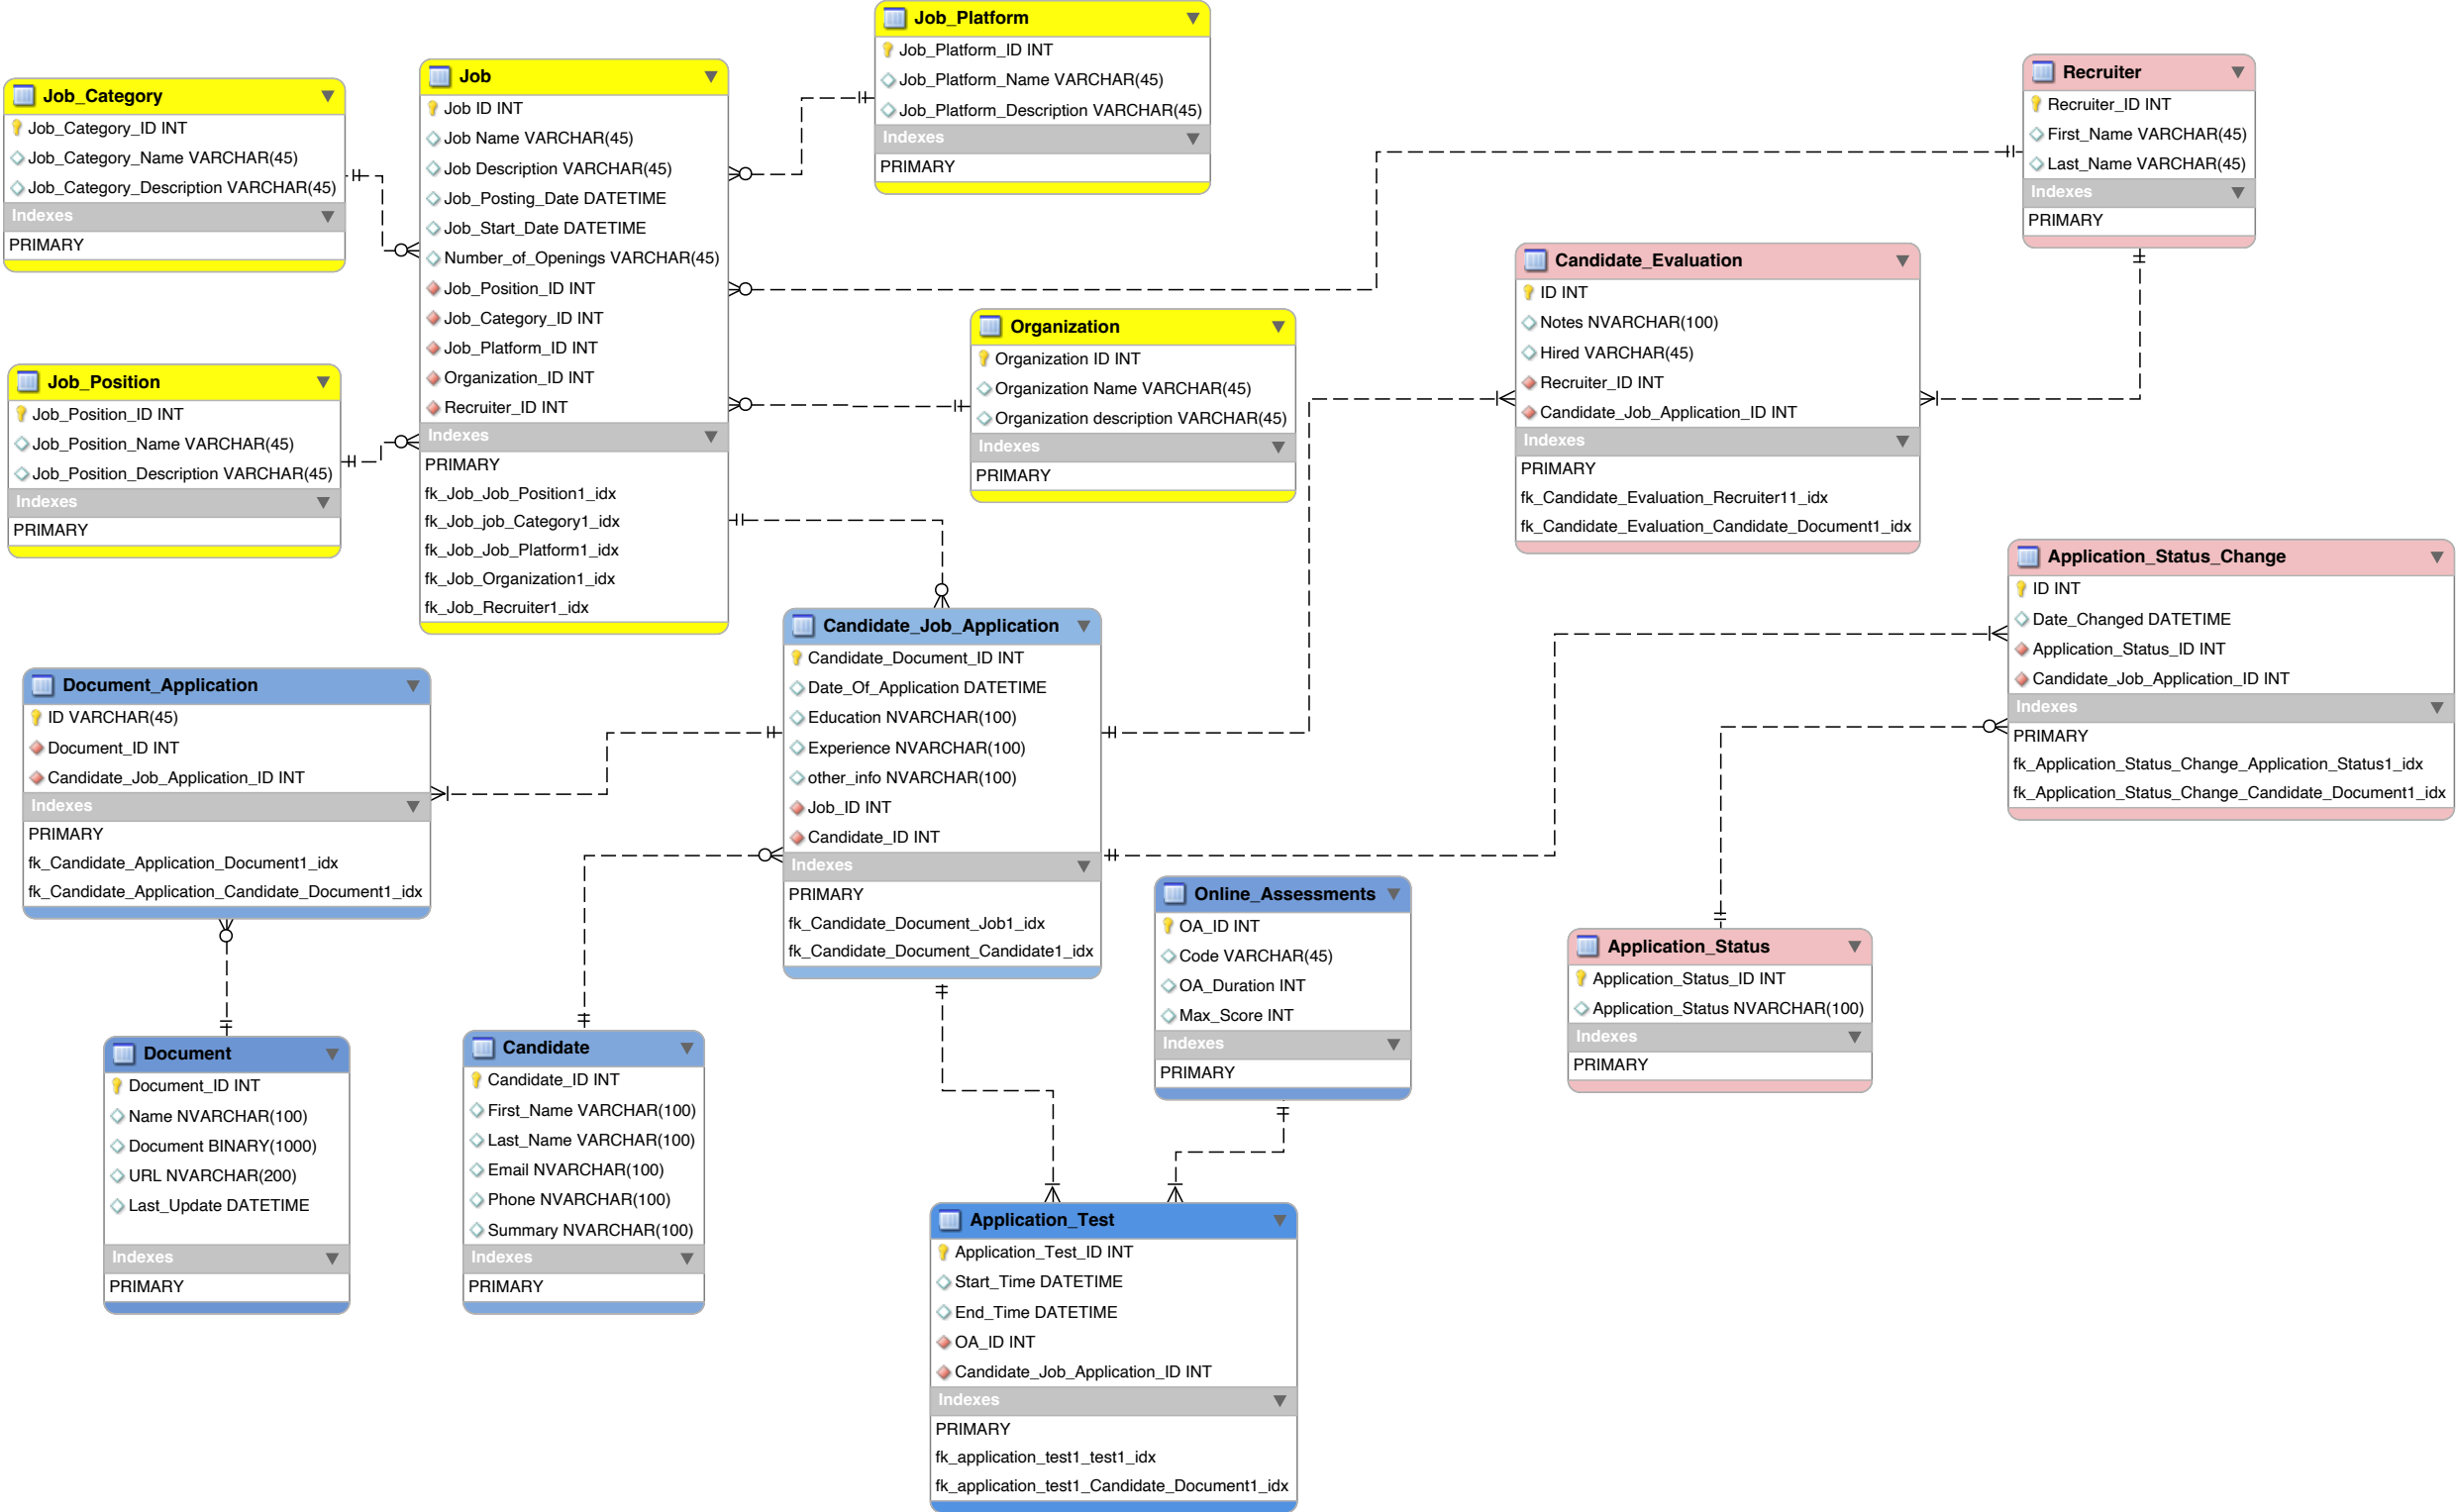 Job_Platform
Job_Platform_ID INT
Job_Platform_Name VARCHAR(45)
Job_Platform_Description VARCHAR(45)
Indexes
PRIMARY
Job_Category
Job_Category_ID INT
Job_Category_Name VARCHAR(45)
Job_Category_Description VARCHAR(45)
Indexes
PRIMARY
Job
Job ID INT
Job Name VARCHAR(45)
Job Description VARCHAR(45)
Job_Posting_Date DATETIME
Job_Start_Date DATETIME
Number_of_Openings VARCHAR(45)
Job_Position_ID INT
Job_Category_ID INT
Job_Platform_ID INT
Organization_ID INT
Recruiter_ID INT
Indexes
PRIMARY
fk_Job_Job_Position1_idx
fk_Job_job_Category1_idx
fk_Job_Job_Platform1_idx
fk_Job_Organization1_idx
fk_Job_Recruiter1_idx
Recruiter
Recruiter_ID INT
First_Name VARCHAR(45)
Last_Name VARCHAR(45)
Indexes
PRIMARY
Candidate_Evaluation
ID INT
Notes NVARCHAR(100)
Hired VARCHAR(45)
Recruiter_ID INT
Candidate_Job_Application_ID INT
Indexes
PRIMARY
fk_Candidate_Evaluation_Recruiter11_idx
fk_Candidate_Evaluation_Candidate_Document1_idx
Organization
Organization ID INT
Organization Name VARCHAR(45)
Organization description VARCHAR(45)
Indexes
PRIMARY
Job_Position
Job_Position_ID INT
Job_Position_Name VARCHAR(45)
Job_Position_Description VARCHAR(45)
Indexes
PRIMARY
Application_Status_Change
ID INT
Date_Changed DATETIME
Application_Status_ID INT
Candidate_Job_Application_ID INT
Indexes
PRIMARY
fk_Application_Status_Change_Application_Status1_idx
fk_Application_Status_Change_Candidate_Document1_idx
Candidate_Job_Application
Candidate_Document_ID INT
Date_Of_Application DATETIME
Education NVARCHAR(100)
Experience NVARCHAR(100)
other_info NVARCHAR(100)
Job_ID INT
Candidate_ID INT
Indexes
PRIMARY
fk_Candidate_Document_Job1_idx
fk_Candidate_Document_Candidate1_idx
Document_Application
ID VARCHAR(45)
Document_ID INT
Candidate_Job_Application_ID INT
Indexes
PRIMARY
fk_Candidate_Application_Document1_idx
fk_Candidate_Application_Candidate_Document1_idx
Online_Assessments
OA_ID INT
Code VARCHAR(45)
OA_Duration INT
Max_Score INT
Indexes
PRIMARY
Application_Status
Application_Status_ID INT
Application_Status NVARCHAR(100)
Indexes
PRIMARY
Document
Document_ID INT
Name NVARCHAR(100)
Document BINARY(1000)
URL NVARCHAR(200)
Last_Update DATETIME
Indexes
PRIMARY
Candidate
Candidate_ID INT
First_Name VARCHAR(100)
Last_Name VARCHAR(100)
Email NVARCHAR(100)
Phone NVARCHAR(100)
Summary NVARCHAR(100)
Indexes
PRIMARY
Application_Test
Application_Test_ID INT
Start_Time DATETIME
End_Time DATETIME
OA_ID INT
Candidate_Job_Application_ID INT
Indexes
PRIMARY
fk_application_test1_test1_idx
fk_application_test1_Candidate_Document1_idx